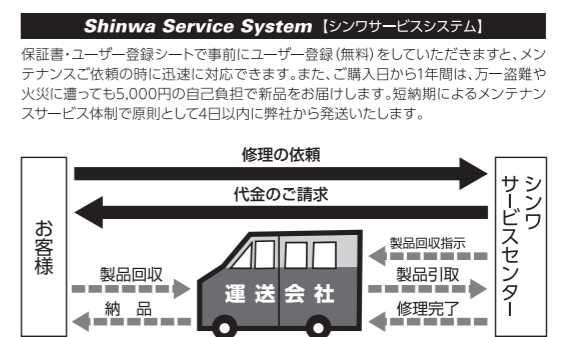 Shinwa Service System【シンワサービスシステム】
保証書・ユーザー登録シートで事前にユーザー登録（無料）をしていただきますと、メン
テナンスご依頼の時に迅速に対応できます。また、ご購入日から1年間は、万一盗難や
火災に遭っても5,000円の自己負担で新品をお届けします。短納期によるメンテナン
スサービス体制で原則として4日以内に弊社から発送いたします。
修理の依頼
代金のご請求
お客様
製品回収
納　品
運送会社
製品回収指示
製品引取
修理完了
シンワ
サービスセンター